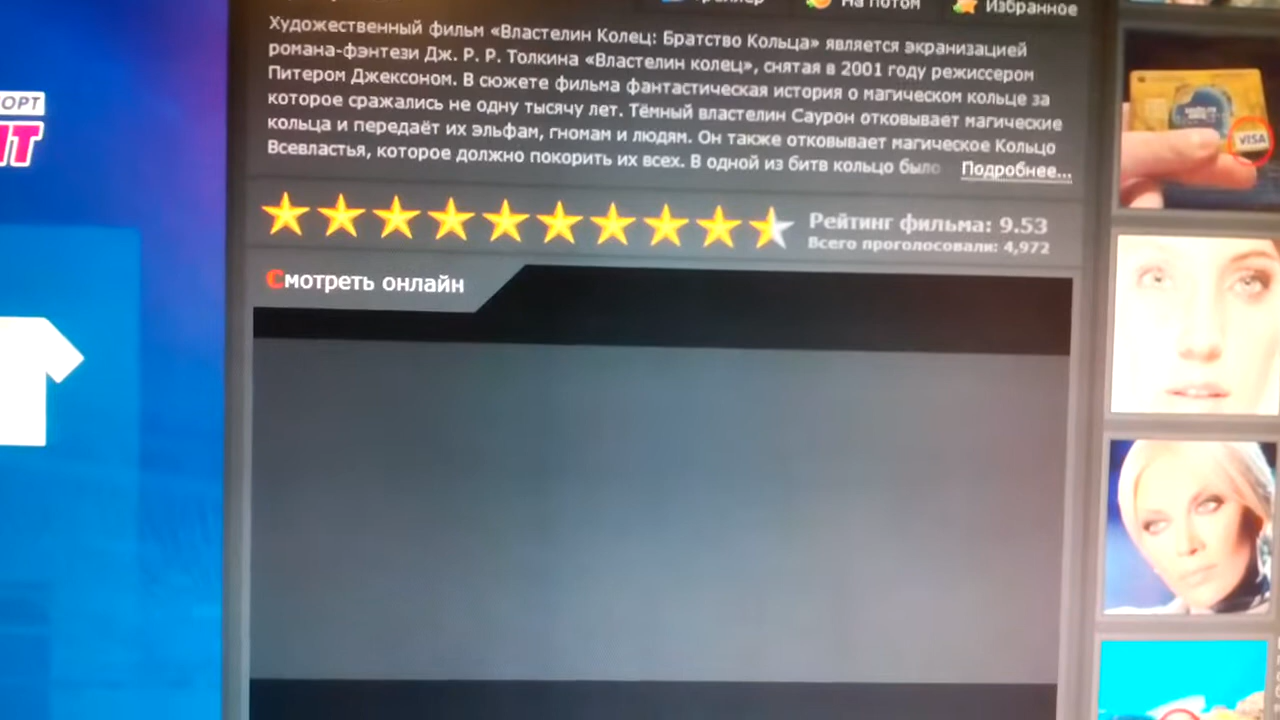 На потом
Избранное
Художественный фильм «Властелин Колец: Братство Кольца» является экранизацией
романа-фэнтези Дж. Р. Р. Толкина «Властелин колец», снятая в 2001 году режиссером
Питером Джексоном. В сюжете фильма фантастическая история о магическом кольце за
которое сражались не одну тысячу лет. Тёмный властелин Саурон отковывает магические
кольца и передаёт их эльфам, гномам и людям. Он также отковывает магическое Кольцо
Всевластья, которое должно покорить их всех. В одной из битв кольцо было
Подробнее...
Рейтинг фильма: 9.53
Всего проголосовали: 4,972
Смотреть онлайн
VISA